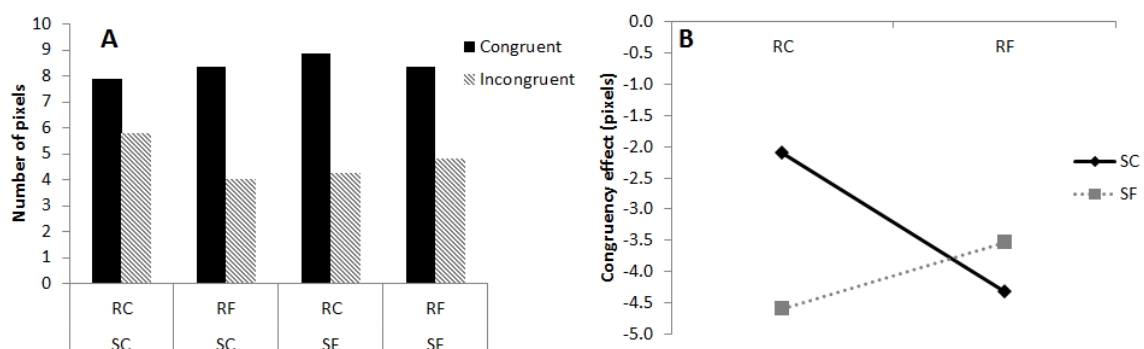 A
Number of pixels
10
9
8
7
6
5
4
3
2
1
0
Congruent
Incongruent
RC RF RC RF
SC SC SF SF
B
Congruency effect (pixels)
0.0
-0.5
-1.0
-1.5
-2.0
-2.5
-3.0
-3.5
-4.0
-4.5
-5.0
RC RF
SC
SF